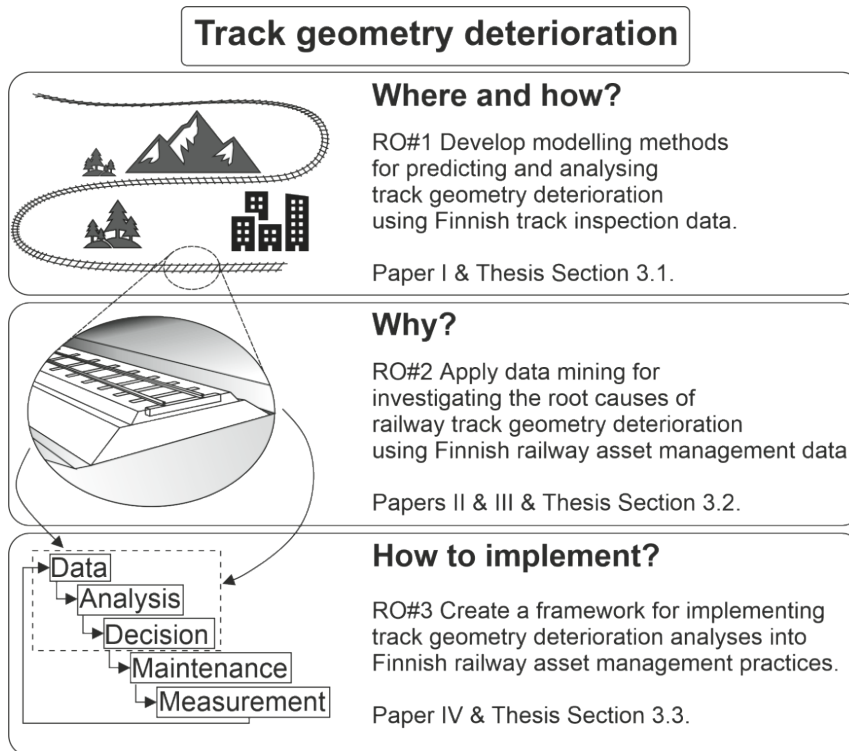 Track geometry deterioration
Where and how?
RO#1 Develop modelling methods
for predicting and analysing
track geometry deterioration
using Finnish track inspection data.
Paper I & Thesis Section 3.1.
Why?
RO#2 Apply data mining for
investigating the root causes of
railway track geometry deterioration
using Finnish railway asset management data
Papers II & III & Thesis Section 3.2.
How to implement?
RO#3 Create a framework for implementing
track geometry deterioration analyses into
Finnish railway asset management practices.
Paper IV & Thesis Section 3.3.
Data
Analysis
Decision
Maintenance
Measurement